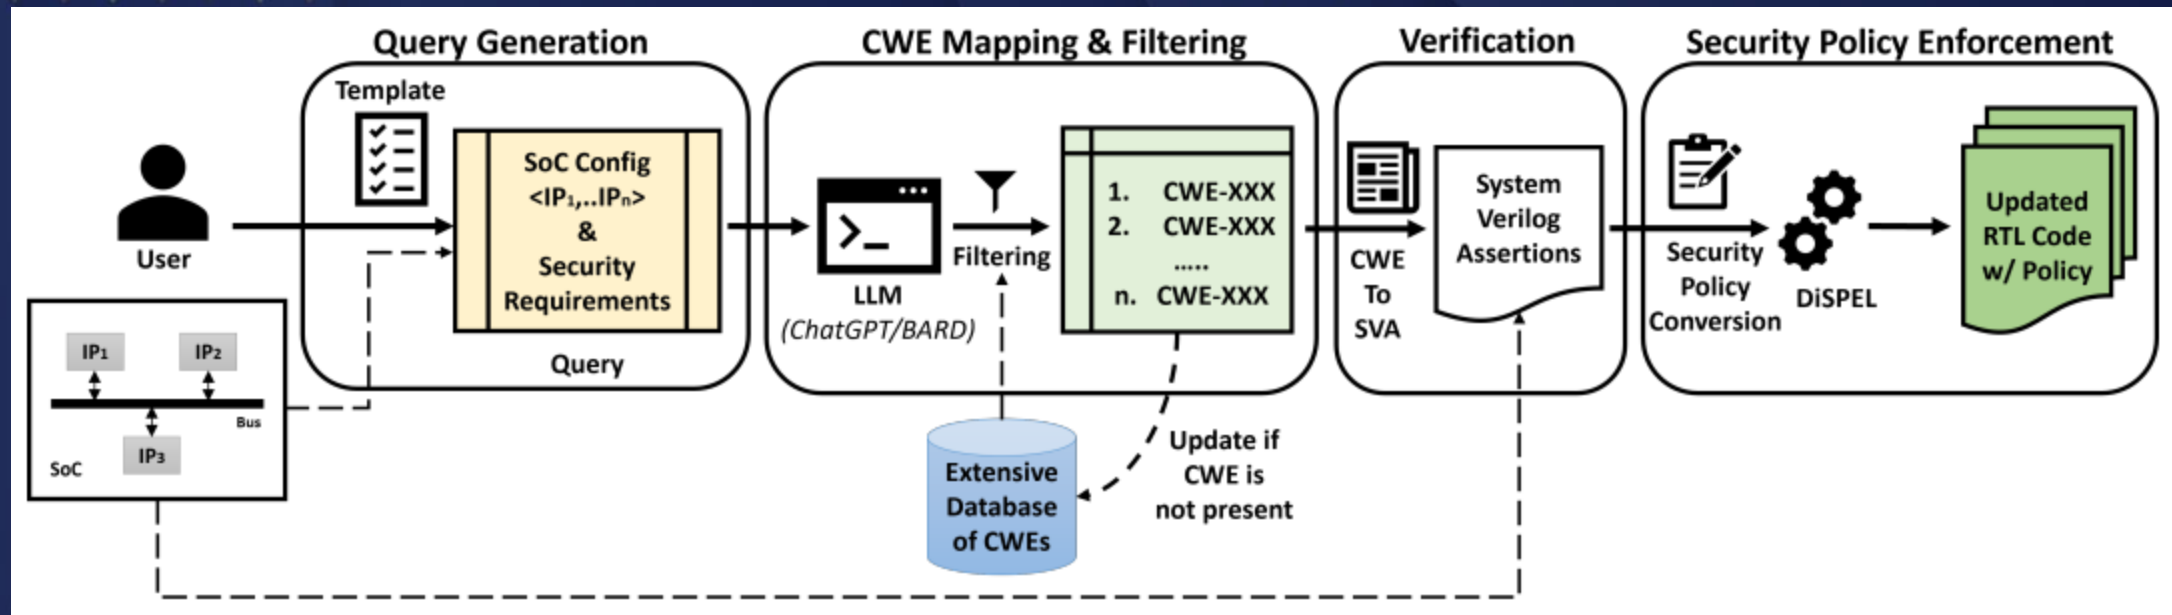 Query Generation
CWE Mapping & Filtering
Verification
Security Policy Enforcement
Template
User
SoC Config
<IP₁,..IPₙ>
&
Security
Requirements
Query
IP₁
IP₂
Bus
IP₃
SoC
LLM
(ChatGPT/BARD)
Filtering
1. CWE-XXX
2. CWE-XXX
.....
n. CWE-XXX
Extensive
Database
of CWEs
Update if
CWE is
not present
CWE
To
SVA
System
Verilog
Assertions
Security
Policy
Conversion
DiSPEL
Updated
RTL Code
w/ Policy